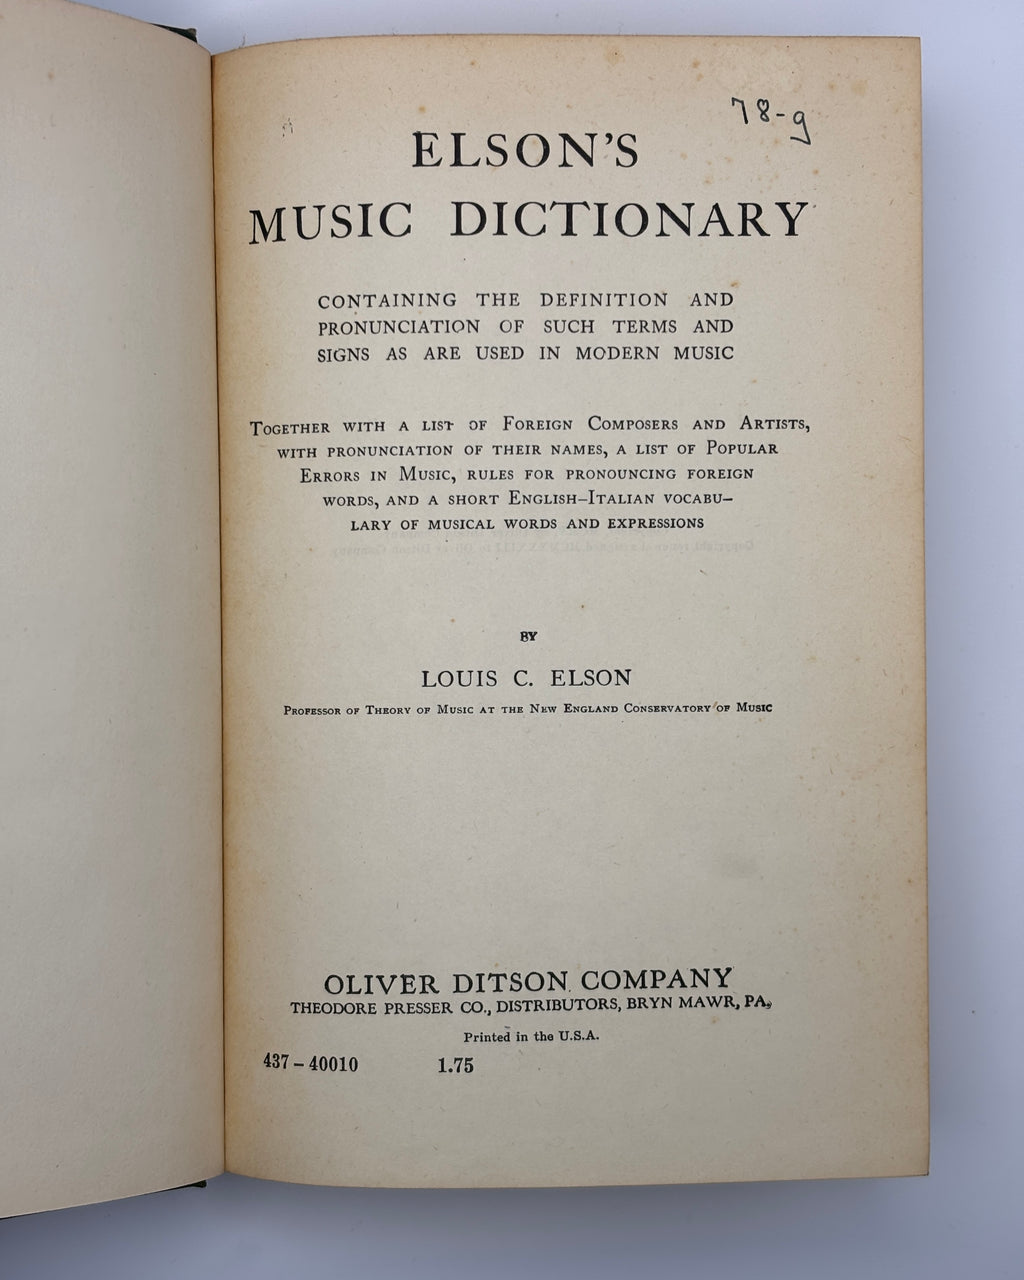 78-g
ELSON'S
MUSIC DICTIONARY
CONTAINING THE DEFINITION AND
PRONUNCIATION OF SUCH TERMS AND
SIGNS AS ARE USED IN MODERN MUSIC
TOGETHER WITH A LIST OF FOREIGN COMPOSERS AND ARTISTS,
WITH PRONUNCIATION OF THEIR NAMES, A LIST OF POPULAR
ERRORS IN MUSIC, RULES FOR PRONOUNCING FOREIGN
WORDS, AND A SHORT ENGLISH–ITALIAN VOCABU–
LARY OF MUSICAL WORDS AND EXPRESSIONS
BY
LOUIS C. ELSON
PROFESSOR OF THEORY OF MUSIC AT THE NEW ENGLAND CONSERVATORY OF MUSIC
OLIVER DITSON COMPANY
THEODORE PRESSER CO., DISTRIBUTORS, BRYN MAWR, PA.
Printed in the U.S.A.
437 – 40010 1.75